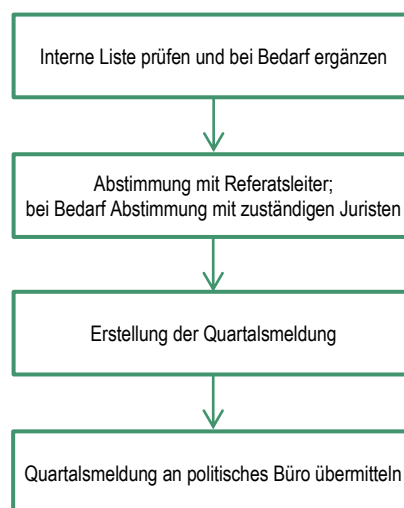 Interne Liste prüfen und bei Bedarf ergänzen
Abstimmung mit Referatsleiter;
bei Bedarf Abstimmung mit zuständigen Juristen
Erstellung der Quartalsmeldung
Quartalsmeldung an politisches Büro übermitteln